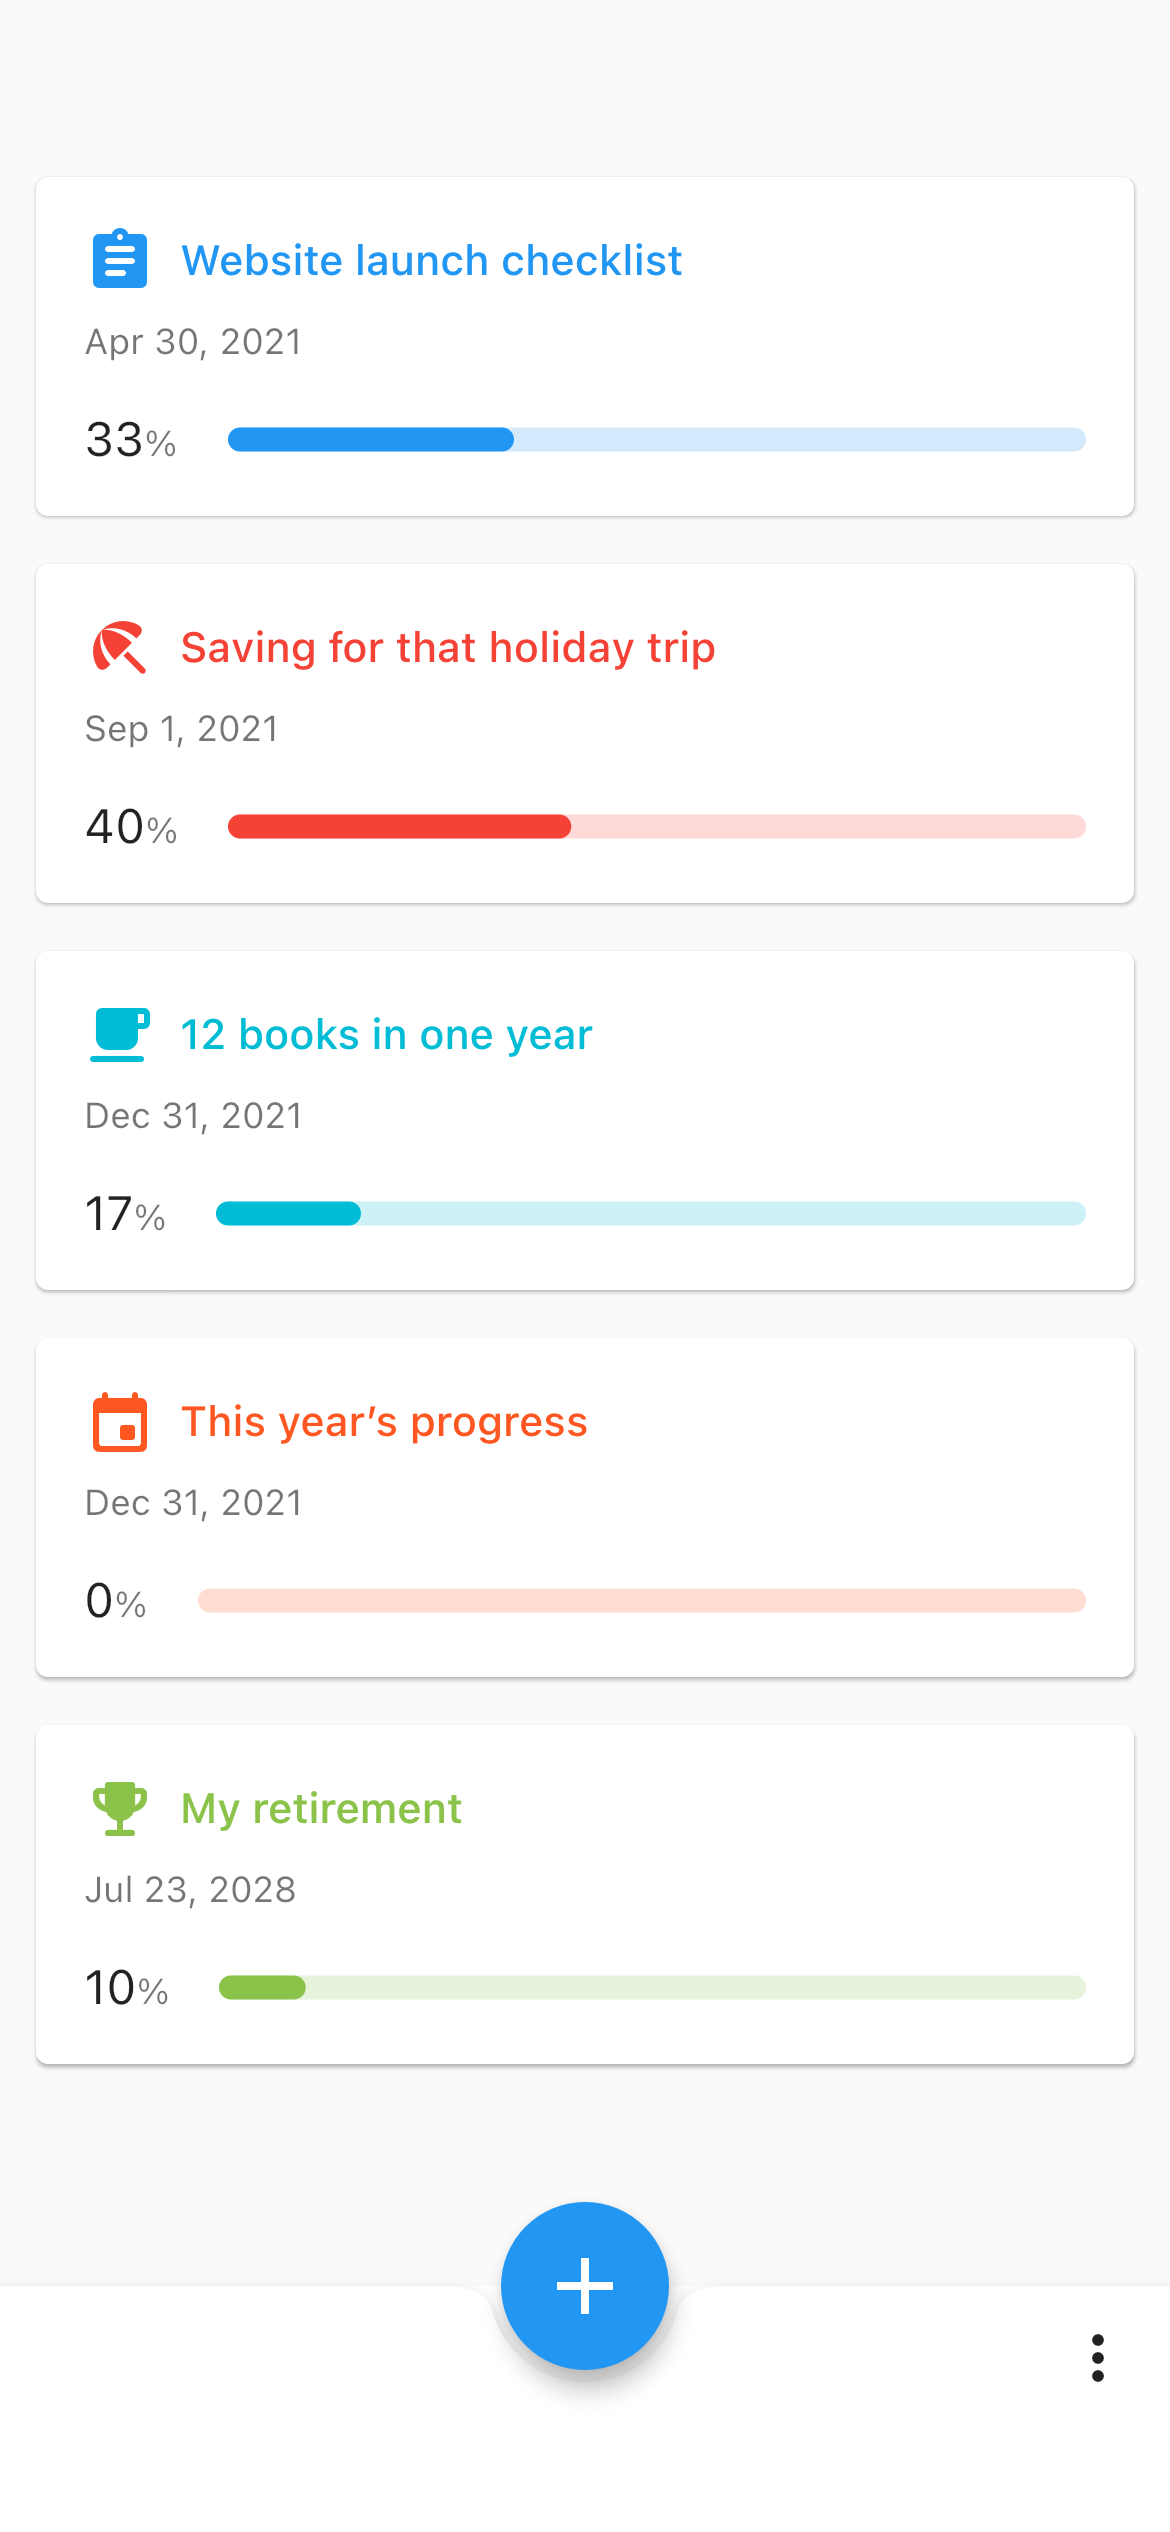 Website launch checklist
Apr 30, 2021
33%
Saving for that holiday trip
Sep 1, 2021
40%
12 books in one year
Dec 31, 2021
17%
This year’s progress
Dec 31, 2021
0%
My retirement
Jul 23, 2028
10%